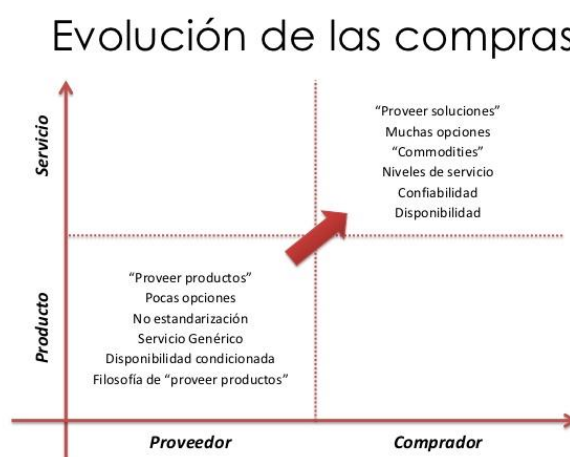 Evolución de las compras
Servicio
“Proveer soluciones”
Muchas opciones
“Commodities”
Niveles de servicio
Confiabilidad
Disponibilidad
Producto
“Proveer productos”
Pocas opciones
No estandarización
Servicio Genérico
Disponibilidad condicionada
Filosofía de “proveer productos”
Proveedor
Comprador